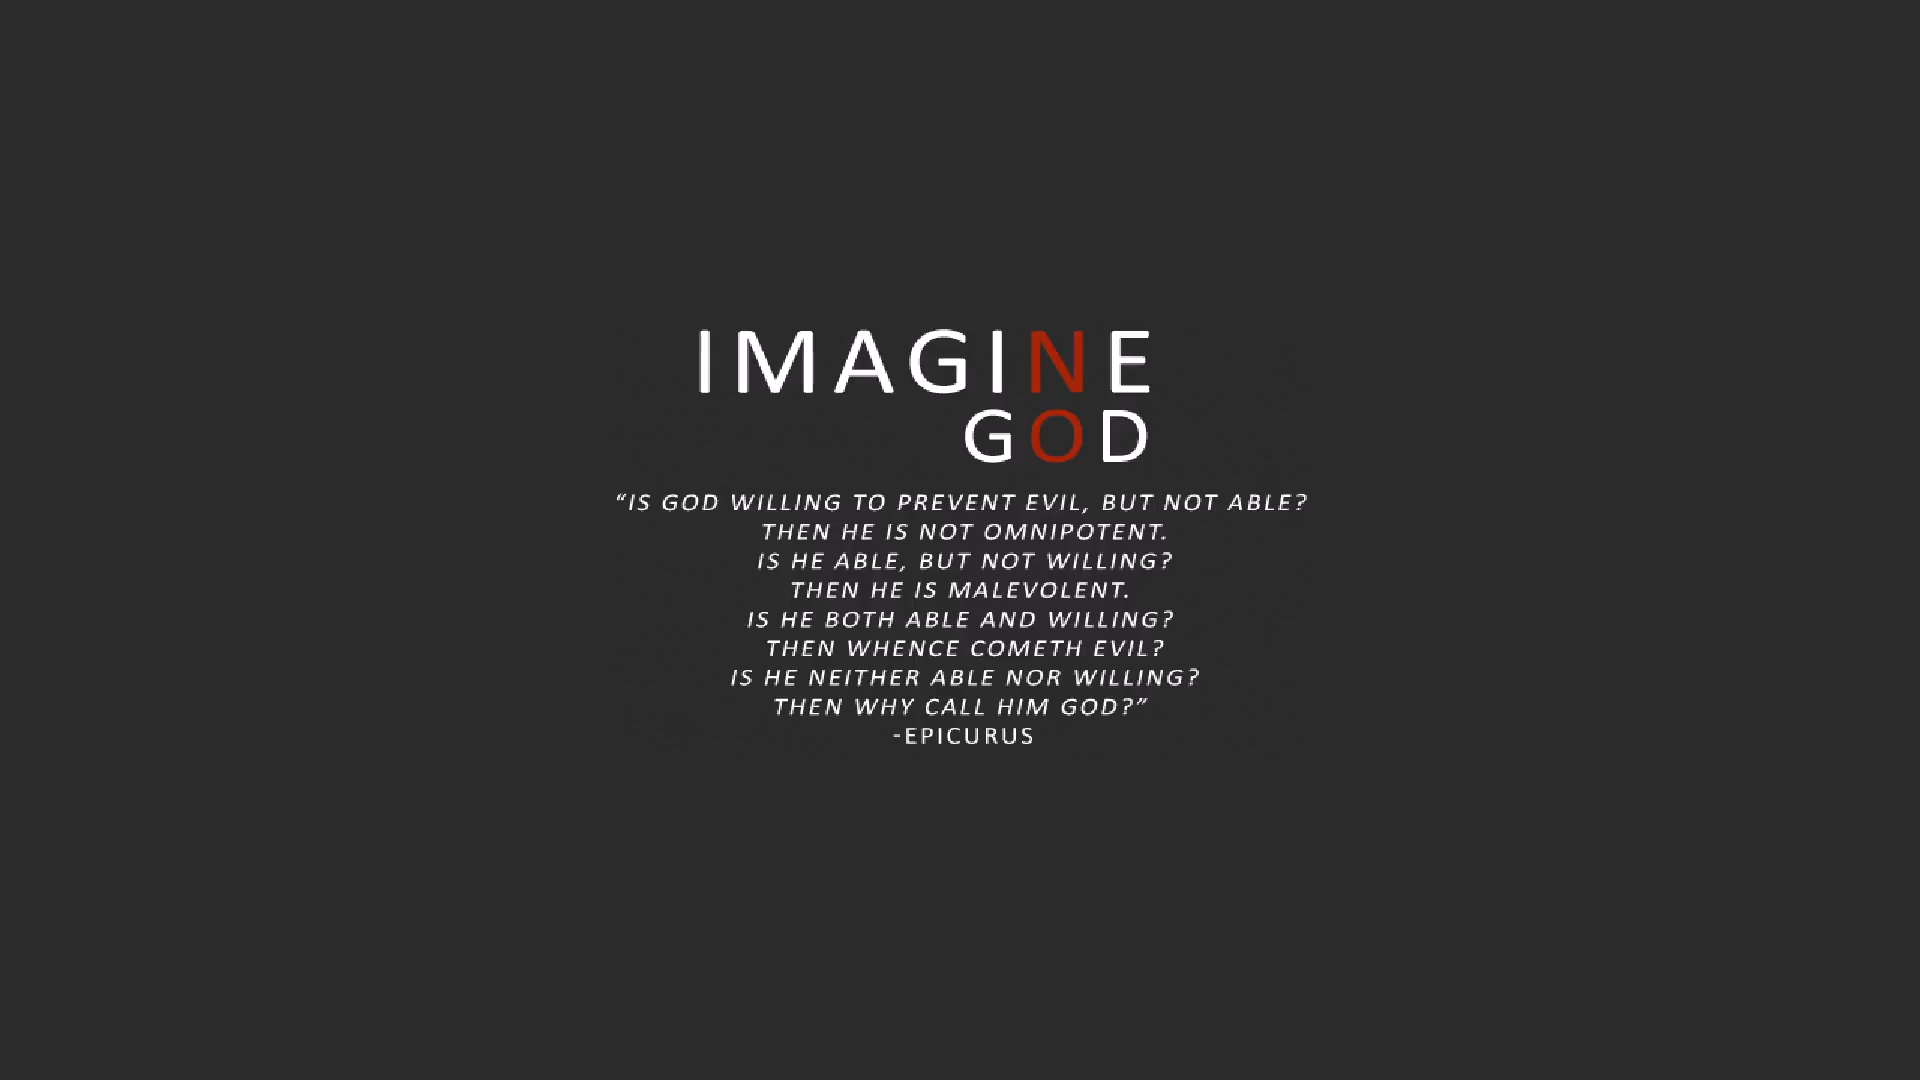 IMAGINE
GOD
“IS GOD WILLING TO PREVENT EVIL, BUT NOT ABLE?
THEN HE IS NOT OMNIPOTENT.
IS HE ABLE, BUT NOT WILLING?
THEN HE IS MALEVOLENT.
IS HE BOTH ABLE AND WILLING?
THEN WHENCE COMETH EVIL?
IS HE NEITHER ABLE NOR WILLING?
THEN WHY CALL HIM GOD?”
-EPICURUS